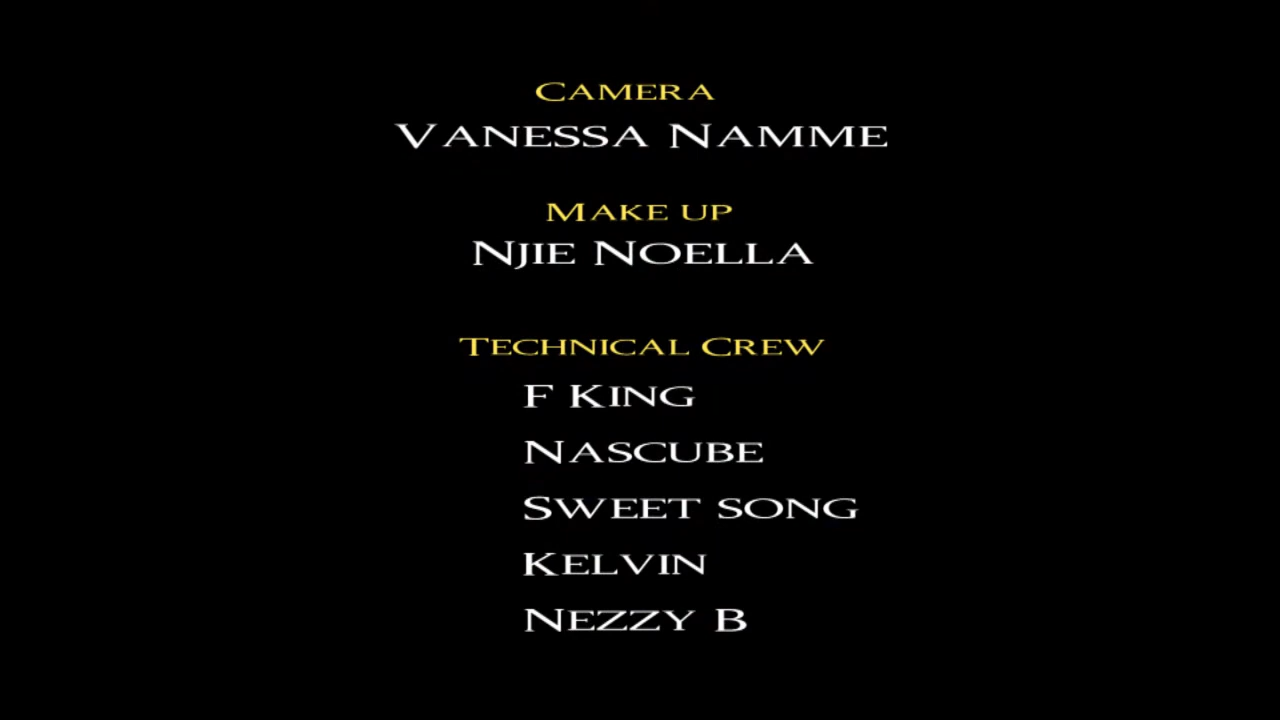 Camera
Vanessa Namme
Make up
Njie Noella
Technical Crew
F King
Nascube
Sweet song
Kelvin
Nezzy B